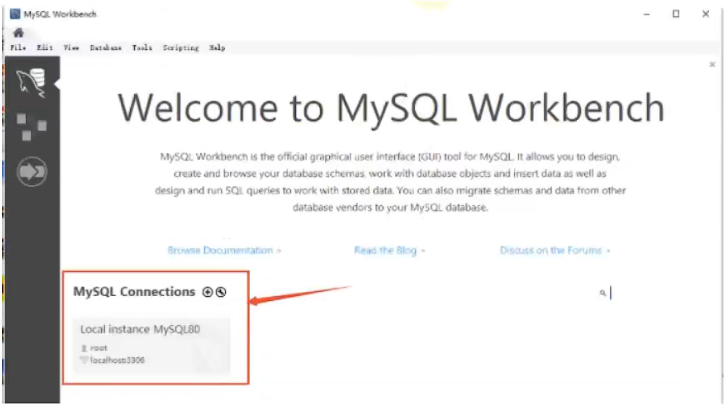 MySQL Workbench
File Edit View Database Tools Scripting Help
Welcome to MySQL Workbench
MySQL Workbench is the official graphical user interface (GUI) tool for MySQL. It allows you to design,
create and browse your database schemas, work with database objects and insert data as well as
design and run SQL queries to work with stored data. You can also migrate schemas and data from other
database vendors to your MySQL database.
Browse Documentation >
Read the Blog >
Discuss on the Forums >
MySQL Connections
Local instance MySQL80
root
localhost:3306